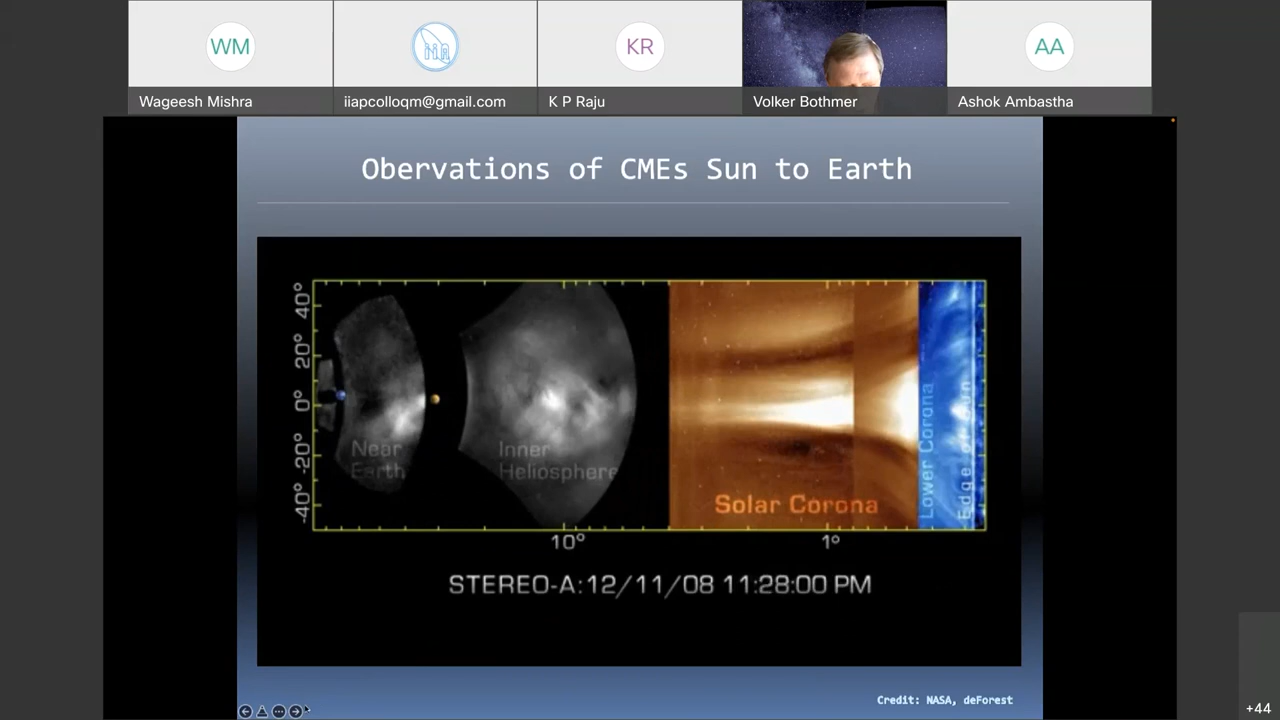 WM
iia
KR
AA
Wageesh Mishra
iiapcolloqm@gmail.com
K P Raju
Volker Bothmer
Ashok Ambastha
Obervations of CMEs Sun to Earth
40°
20°
0°
-20°
-40°
Near
Earth
Inner
Heliosphere
Solar Corona
Lower Corona
Edge of Sun
10°
1°
STEREO-A: 12/11/08 11:28:00 PM
Credit: NASA, deForest
+44